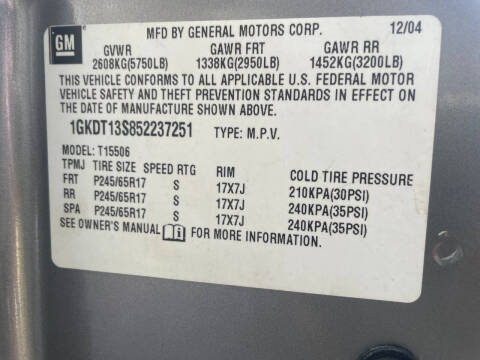 GM MFD BY GENERAL MOTORS CORP. 12/04
GVWR GAWR FRT GAWR RR
2608KG(5750LB) 1338KG(2950LB) 1452KG(3200LB)
THIS VEHICLE CONFORMS TO ALL APPLICABLE U.S. FEDERAL MOTOR
VEHICLE SAFETY AND THEFT PREVENTION STANDARDS IN EFFECT ON
THE DATE OF MANUFACTURE SHOWN ABOVE.
1GKDT13S852237251 TYPE: M.P.V.
MODEL: T15506
TPMJ TIRE SIZE SPEED RTG RIM COLD TIRE PRESSURE
FRT P245/65R17 S 17X7J 210KPA(30PSI)
RR P245/65R17 S 17X7J 240KPA(35PSI)
SPA P245/65R17 S 17X7J 240KPA(35PSI)
SEE OWNER'S MANUAL i FOR MORE INFORMATION.